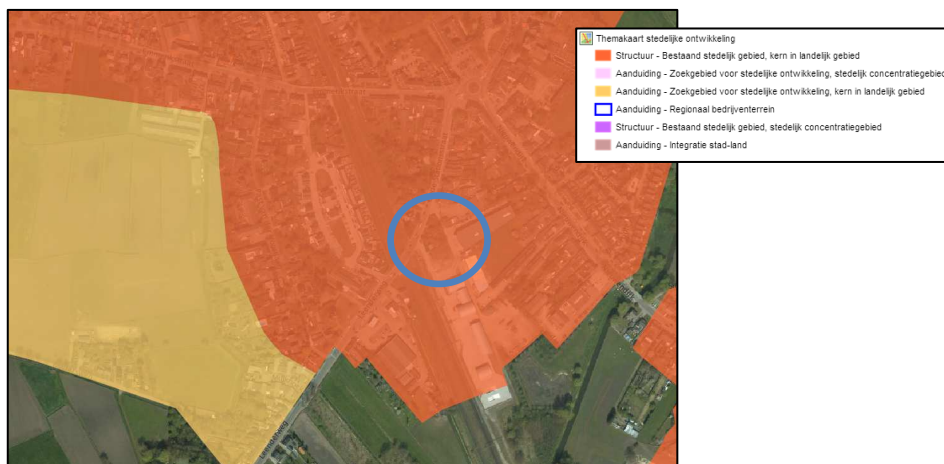 Themakaart stedelijke ontwikkeling
Structuur - Bestaand stedelijk gebied, kern in landelijk gebied
Aanduiding - Zoekgebied voor stedelijke ontwikkeling, stedelijk concentratiegebied
Aanduiding - Zoekgebied voor stedelijke ontwikkeling, kern in landelijk gebied
Aanduiding - Regionaal bedrijventerrein
Structuur - Bestaand stedelijk gebied, stedelijk concentratiegebied
Aanduiding - Integratie stad-land